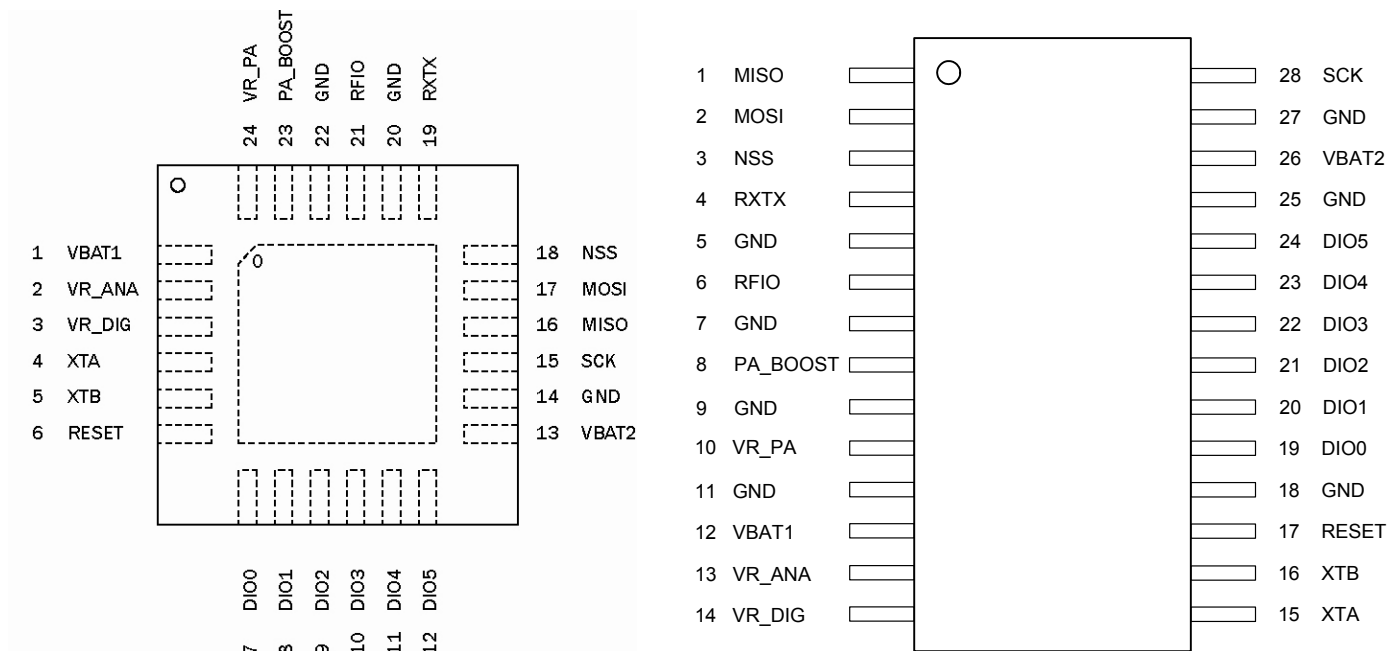 VR_PA
PA_BOOST
GND
RFIO
GND
RXTX
24 23 22 21 20 19
1 VBAT1
2 VR_ANA
3 VR_DIG
4 XTA
5 XTB
6 RESET
0
18 NSS
17 MOSI
16 MISO
15 SCK
14 GND
13 VBAT2
DIO0
DIO1
DIO2
DIO3
DIO4
DIO5
7 8 9 10 11 12
1 MISO
2 MOSI
3 NSS
4 RXTX
5 GND
6 RFIO
7 GND
8 PA_BOOST
9 GND
10 VR_PA
11 GND
12 VBAT1
13 VR_ANA
14 VR_DIG
28 SCK
27 GND
26 VBAT2
25 GND
24 DIO5
23 DIO4
22 DIO3
21 DIO2
20 DIO1
19 DIO0
18 GND
17 RESET
16 XTB
15 XTA